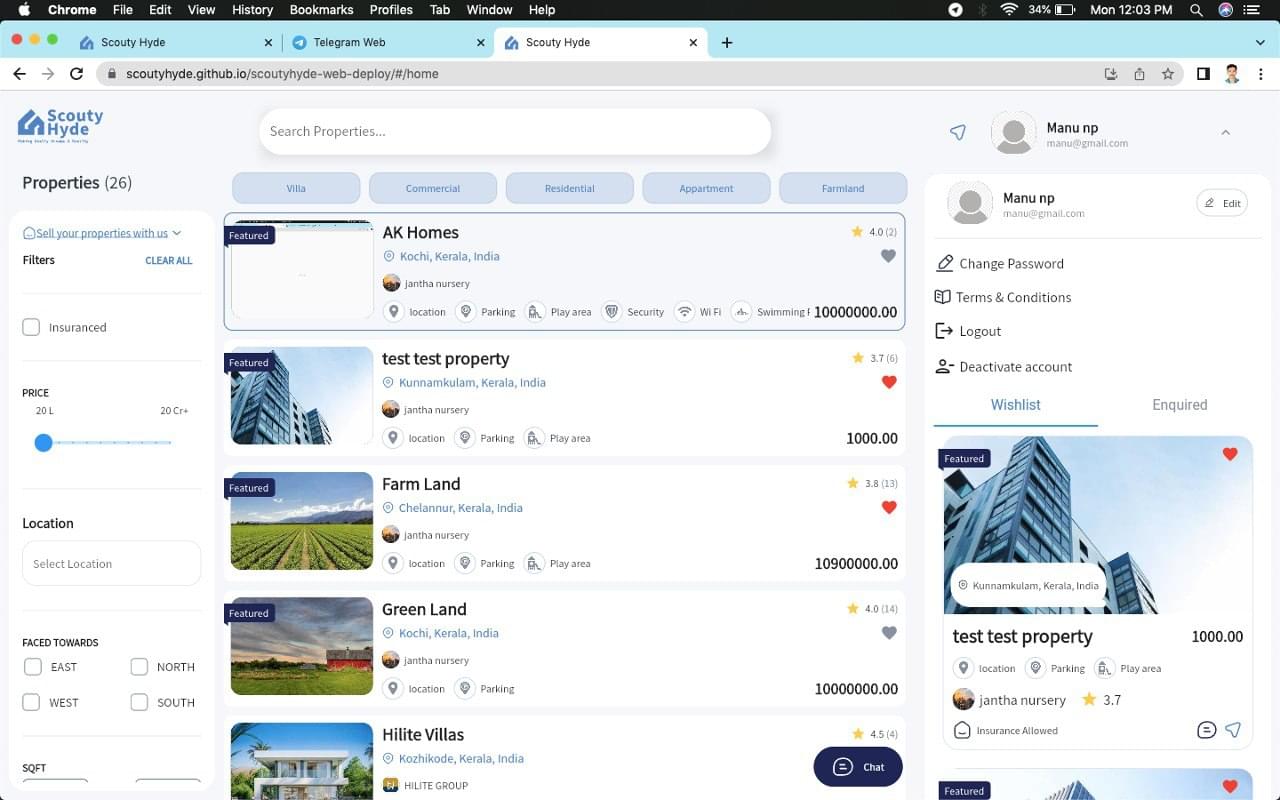 Chrome File Edit View History Bookmarks Profiles Tab Window Help 34% Mon 12:03 PM
Scouty Hyde Telegram Web Scouty Hyde
scoutyhyde.github.io/scoutyhyde-web-deploy/#/home
Scouty
Hyde
Search Properties...
Manu np
manu@gmail.com
Properties (26)
Villa Commercial Residential Appartment Farmland
Sell your properties with us
Filters CLEAR ALL
Insuranced
PRICE
20 L 20 Cr+
Location
Select Location
FACED TOWARDS
EAST NORTH
WEST SOUTH
SQFT
Featured
AK Homes 4.0 (2)
Kochi, Kerala, India
jantha nursery
location Parking Play area Security Wi Fi Swimming 10000000.00
Featured
test test property 3.7 (6)
Kunnamkulam, Kerala, India
jantha nursery
location Parking Play area 1000.00
Featured
Farm Land 3.8 (13)
Chelannur, Kerala, India
jantha nursery
location Parking Play area 10900000.00
Featured
Green Land 4.0 (14)
Kochi, Kerala, India
jantha nursery
location Parking 10000000.00
Hilite Villas 4.5 (4)
Kozhikode, Kerala, India
HILITE GROUP
Chat
Manu np
manu@gmail.com
Edit
Change Password
Terms & Conditions
Logout
Deactivate account
Wishlist Enquired
Featured
Kunnamkulam, Kerala, India
test test property 1000.00
location Parking Play area
jantha nursery 3.7
Insurance Allowed
Featured